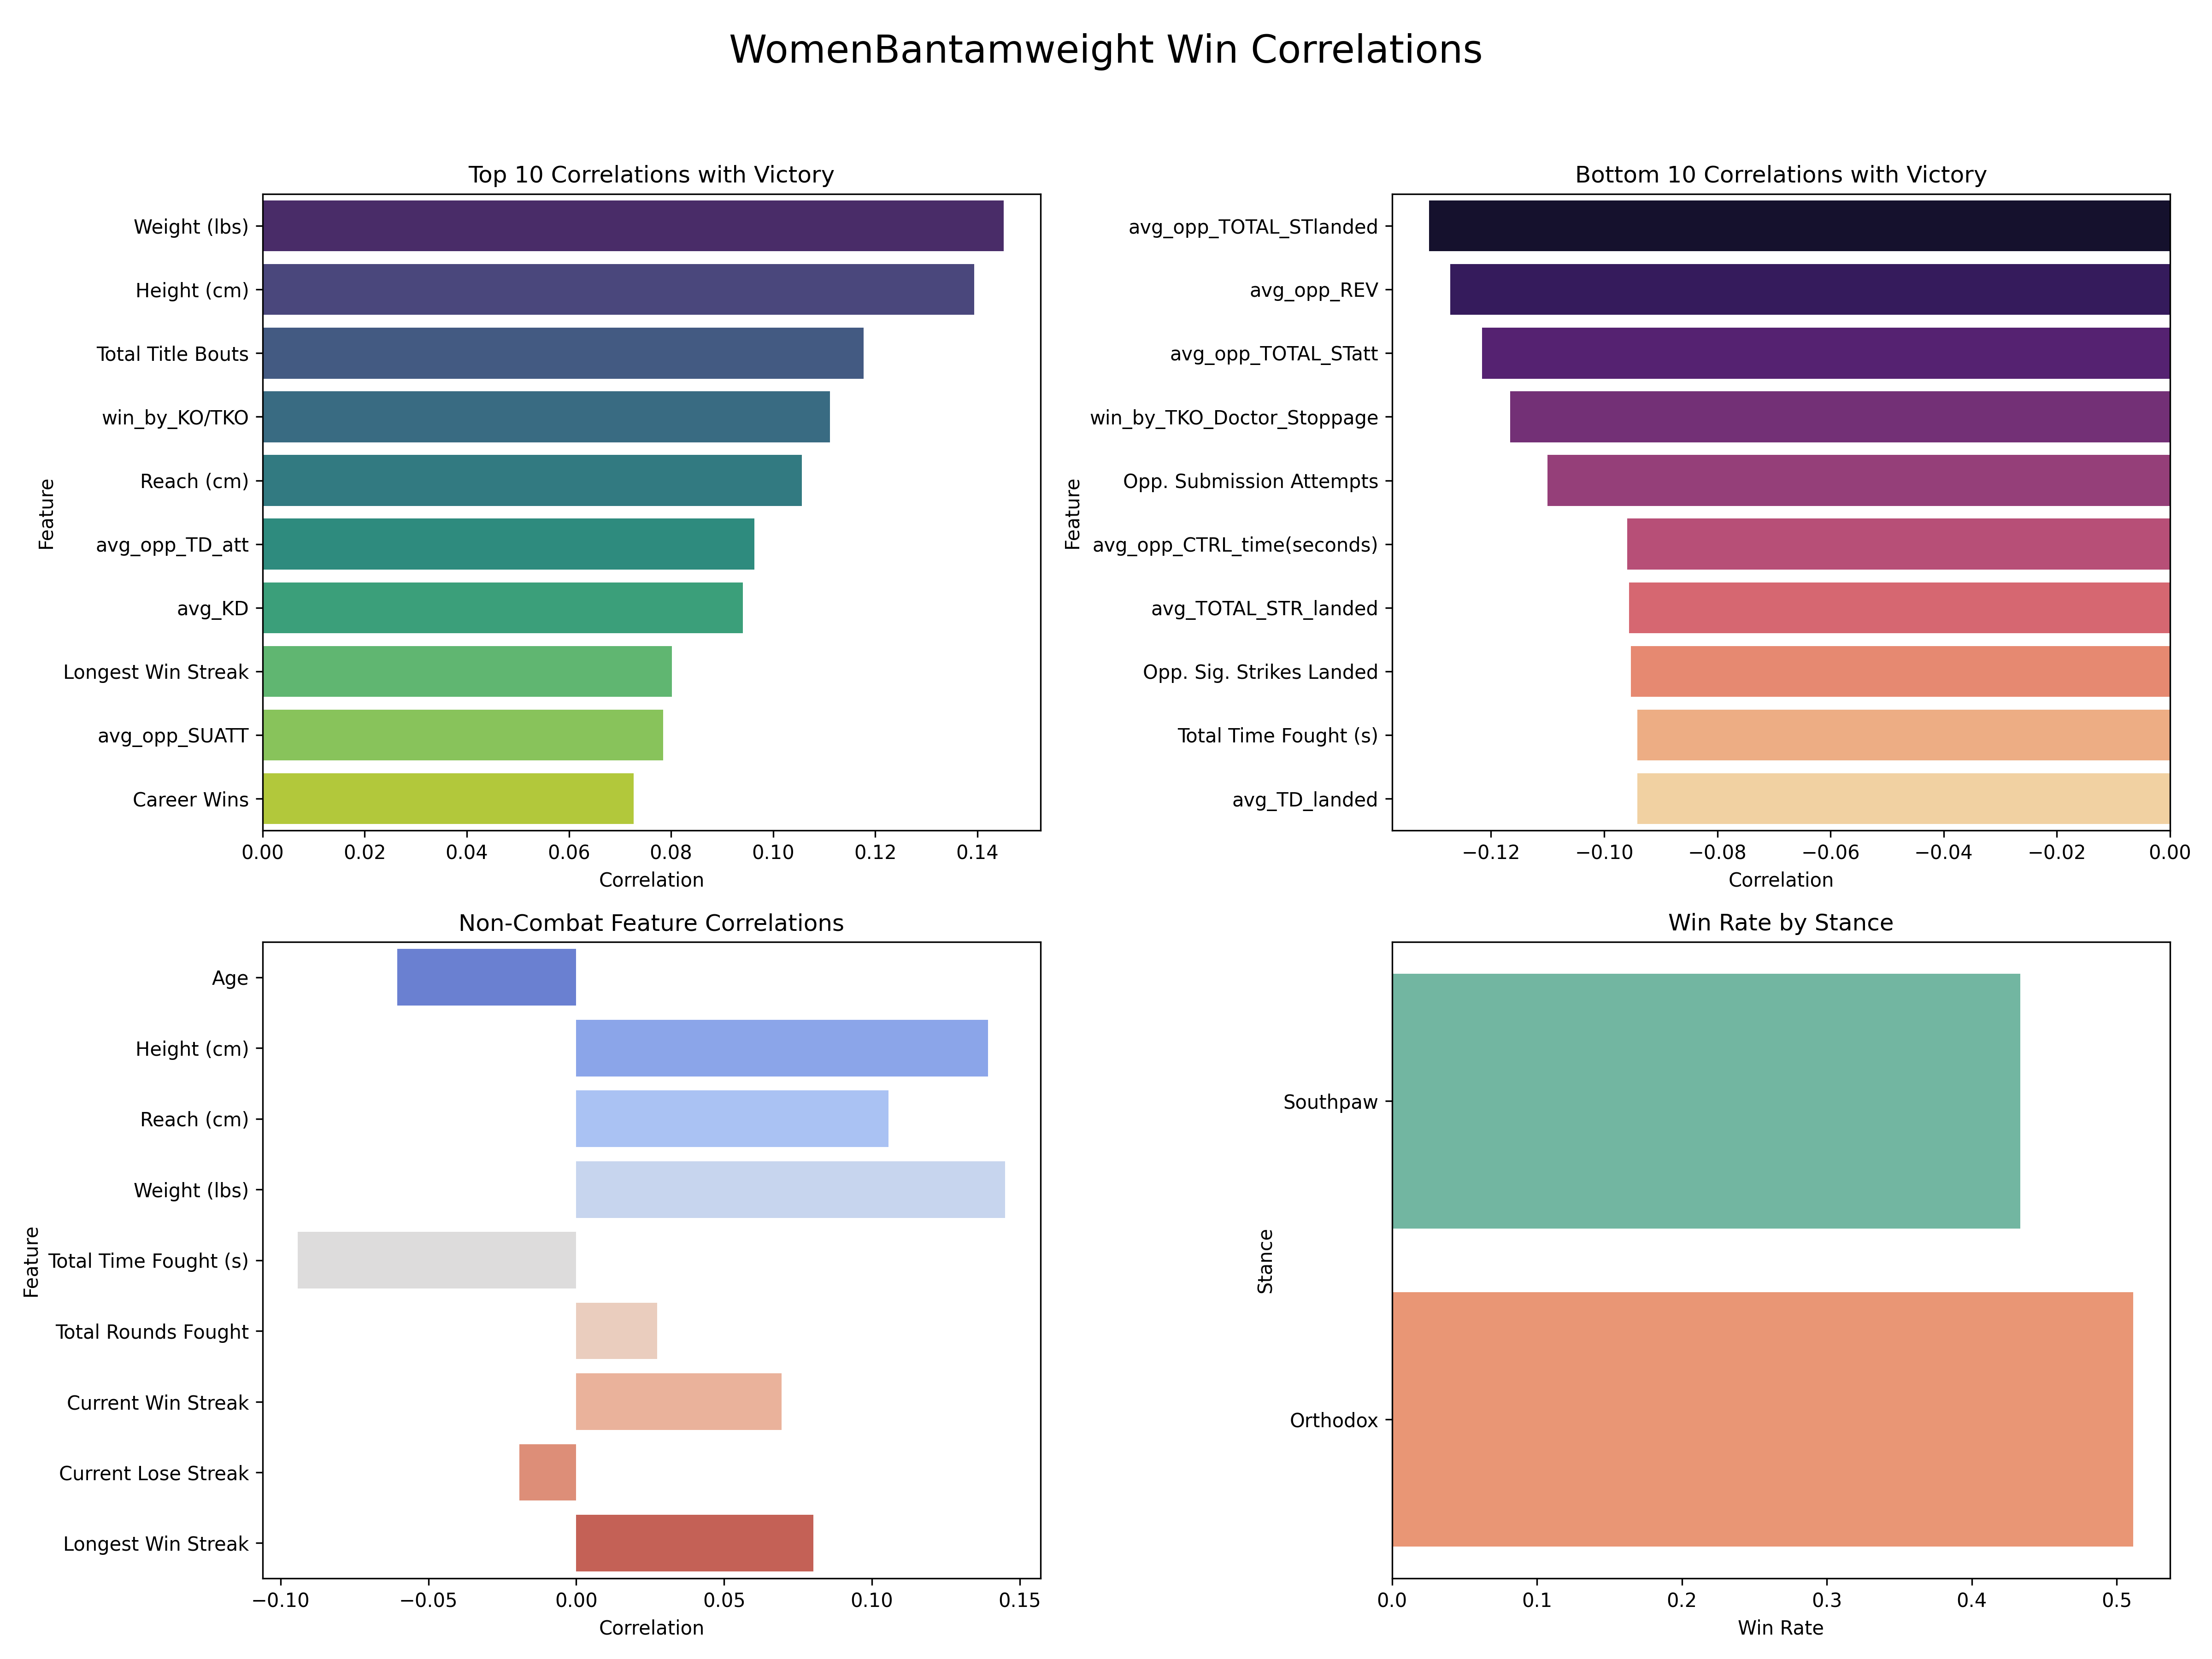 WomenBantamweight Win Correlations
Top 10 Correlations with Victory
Feature
Weight (lbs)
Height (cm)
Total Title Bouts
win_by_KO/TKO
Reach (cm)
avg_opp_TD_att
avg_KD
Longest Win Streak
avg_opp_SUATT
Career Wins
0.00 0.02 0.04 0.06 0.08 0.10 0.12 0.14
Correlation
Bottom 10 Correlations with Victory
Feature
avg_opp_TOTAL_STlanded
avg_opp_REV
avg_opp_TOTAL_STatt
win_by_TKO_Doctor_Stoppage
Opp. Submission Attempts
avg_opp_CTRL_time(seconds)
avg_TOTAL_STR_landed
Opp. Sig. Strikes Landed
Total Time Fought (s)
avg_TD_landed
−0.12 −0.10 −0.08 −0.06 −0.04 −0.02 0.00
Correlation
Non-Combat Feature Correlations
Feature
Age
Height (cm)
Reach (cm)
Weight (lbs)
Total Time Fought (s)
Total Rounds Fought
Current Win Streak
Current Lose Streak
Longest Win Streak
−0.10 −0.05 0.00 0.05 0.10 0.15
Correlation
Win Rate by Stance
Stance
Southpaw
Orthodox
0.0 0.1 0.2 0.3 0.4 0.5
Win Rate